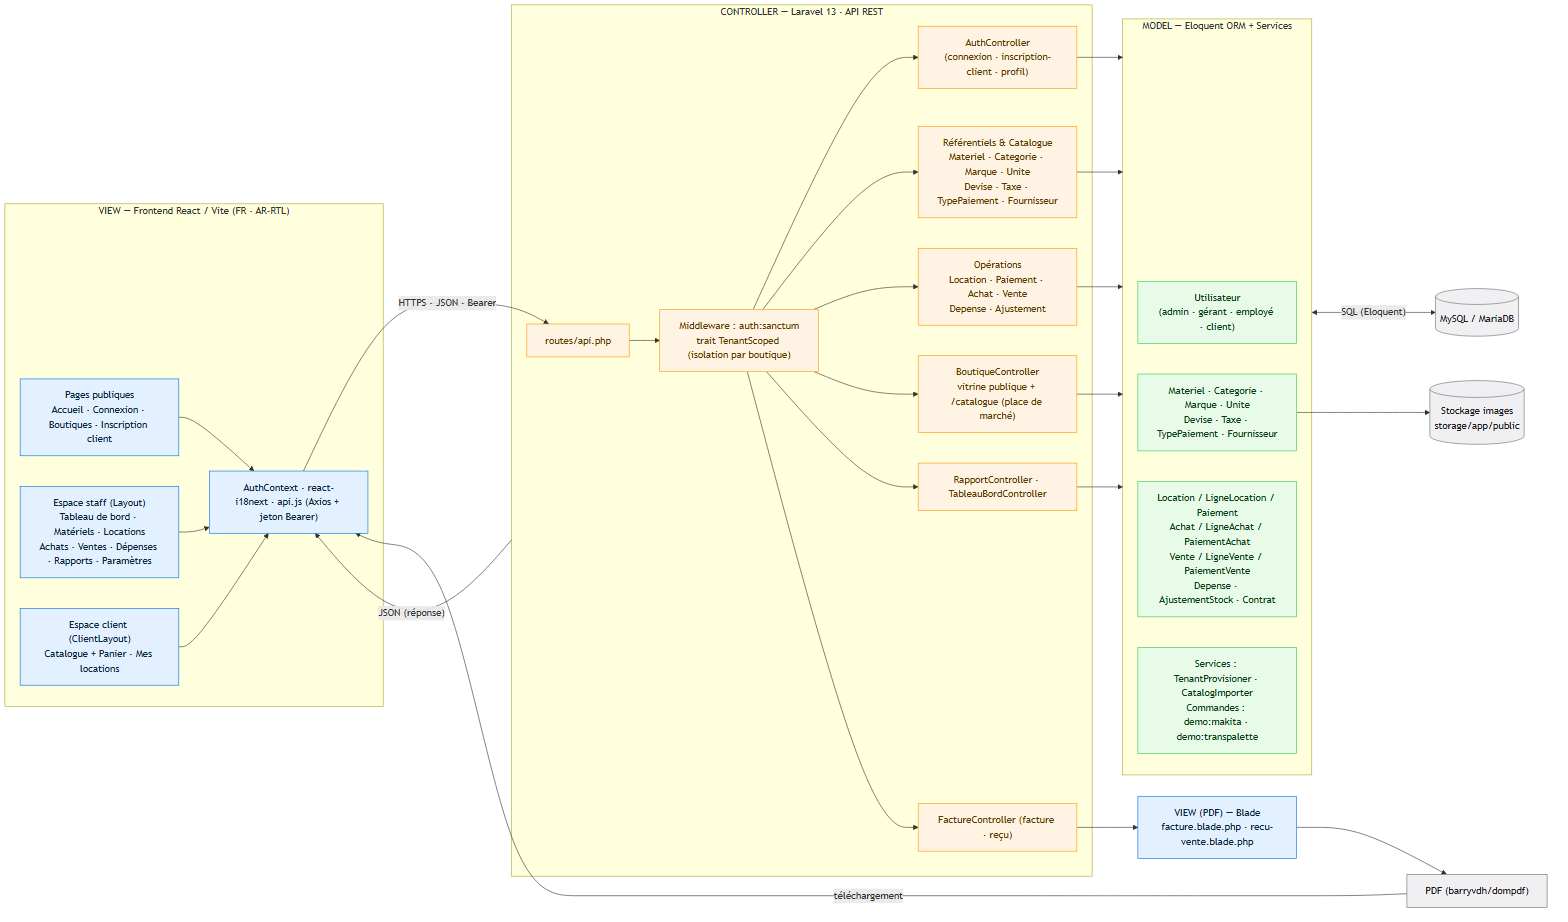 VIEW — Frontend React / Vite (FR · AR-RTL)
Pages publiques
Accueil · Connexion ·
Boutiques · Inscription
client
Espace staff (Layout)
Tableau de bord ·
Matériels · Locations
Achats · Ventes · Dépenses
· Rapports · Paramètres
Espace client
(ClientLayout)
Catalogue + Panier · Mes
locations
AuthContext · react-
i18next · api.js (Axios +
jeton Bearer)
HTTPS · JSON · Bearer
JSON (réponse)
CONTROLLER — Laravel 13 · API REST
routes/api.php
Middleware : auth:sanctum
trait TenantScoped
(isolation par boutique)
AuthController
(connexion · inscription-
client · profil)
Référentiels & Catalogue
Materiel · Categorie ·
Marque · Unite
Devise · Taxe ·
TypePaiement · Fournisseur
Opérations
Location · Paiement ·
Achat · Vente
Depense · Ajustement
BoutiqueController
vitrine publique +
/catalogue (place de
marché)
RapportController ·
TableauBordController
FactureController (facture
· reçu)
MODEL — Eloquent ORM + Services
Utilisateur
(admin · gérant · employé
· client)
Materiel · Categorie ·
Marque · Unite
Devise · Taxe ·
TypePaiement · Fournisseur
Location / LigneLocation /
Paiement
Achat / LigneAchat /
PaiementAchat
Vente / LigneVente /
PaiementVente
Depense ·
AjustementStock · Contrat
Services :
TenantProvisioner ·
CatalogImporter
Commandes :
demo:makita ·
demo:transpalette
VIEW (PDF) — Blade
facture.blade.php · recu-
vente.blade.php
SQL (Eloquent)
MySQL / MariaDB
Stockage images
storage/app/public
PDF (barryvdh/dompdf)
téléchargement